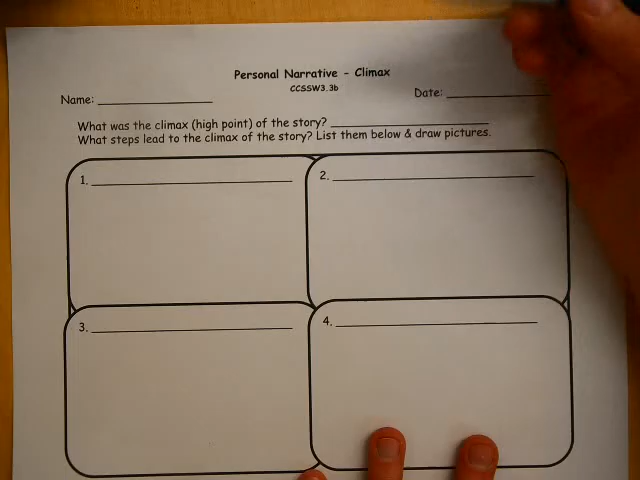 Personal Narrative - Climax
CCSSW3.3b
Name: Date:
What was the climax (high point) of the story?
What steps lead to the climax of the story? List them below & draw pictures.
1. 2.
3. 4.